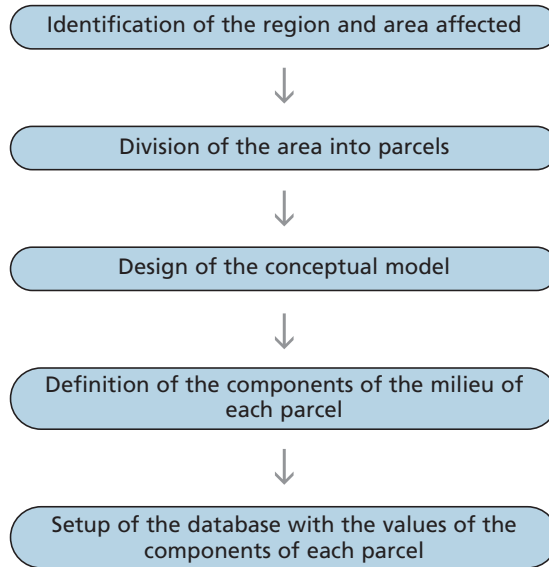 Identification of the region and area affected
Division of the area into parcels
Design of the conceptual model
Definition of the components of the milieu of
each parcel
Setup of the database with the values of the
components of each parcel